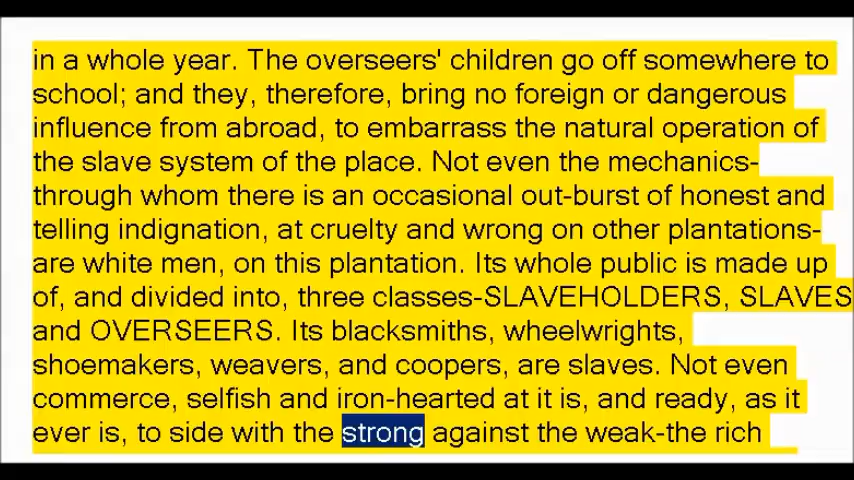 in a whole year. The overseers' children go off somewhere to
school; and they, therefore, bring no foreign or dangerous
influence from abroad, to embarrass the natural operation of
the slave system of the place. Not even the mechanics-
through whom there is an occasional out-burst of honest and
telling indignation, at cruelty and wrong on other plantations-
are white men, on this plantation. Its whole public is made up
of, and divided into, three classes-SLAVEHOLDERS, SLAVES
and OVERSEERS. Its blacksmiths, wheelwrights,
shoemakers, weavers, and coopers, are slaves. Not even
commerce, selfish and iron-hearted at it is, and ready, as it
ever is, to side with the strong against the weak-the rich